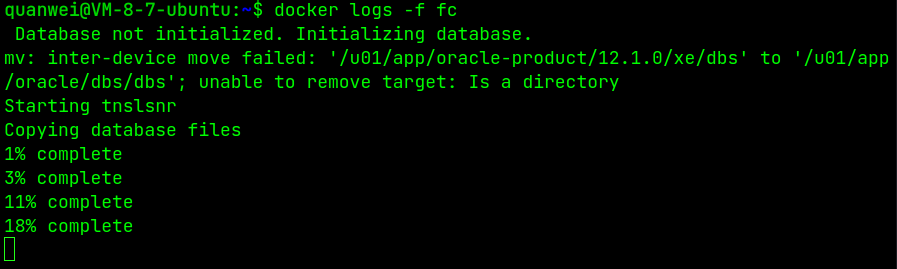 quanwei@VM-8-7-ubuntu:~$ docker logs -f fc
 Database not initialized. Initializing database.
mv: inter-device move failed: '/u01/app/oracle-product/12.1.0/xe/dbs' to '/u01/app
/oracle/dbs/dbs'; unable to remove target: Is a directory
Starting tnslsnr
Copying database files
1% complete
3% complete
11% complete
18% complete